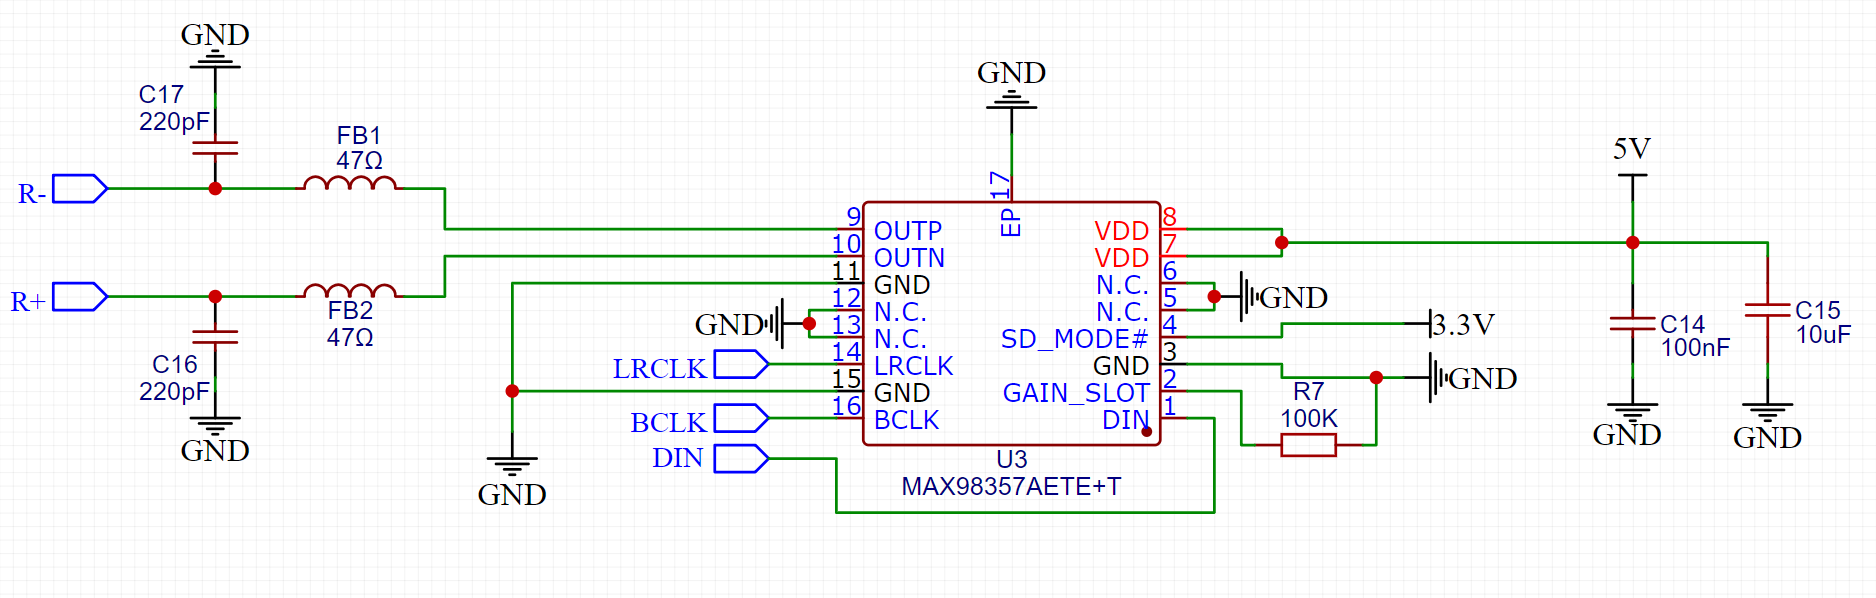 GND
C17
220pF
FB1
47Ω
R-
R+
FB2
47Ω
C16
220pF
GND
GND
17
EP
9
OUTP
10
OUTN
11
GND
12
N.C.
13
N.C.
14
LRCLK
15
GND
16
BCLK
GND
LRCLK
BCLK
DIN
GND
VDD
8
VDD
7
N.C.
6
N.C.
5
SD_MODE#
4
GND
3
GAIN_SLOT
2
DIN
1
U3
MAX98357AETE+T
GND
3.3V
GND
R7
100K
5V
C14
100nF
GND
C15
10uF
GND